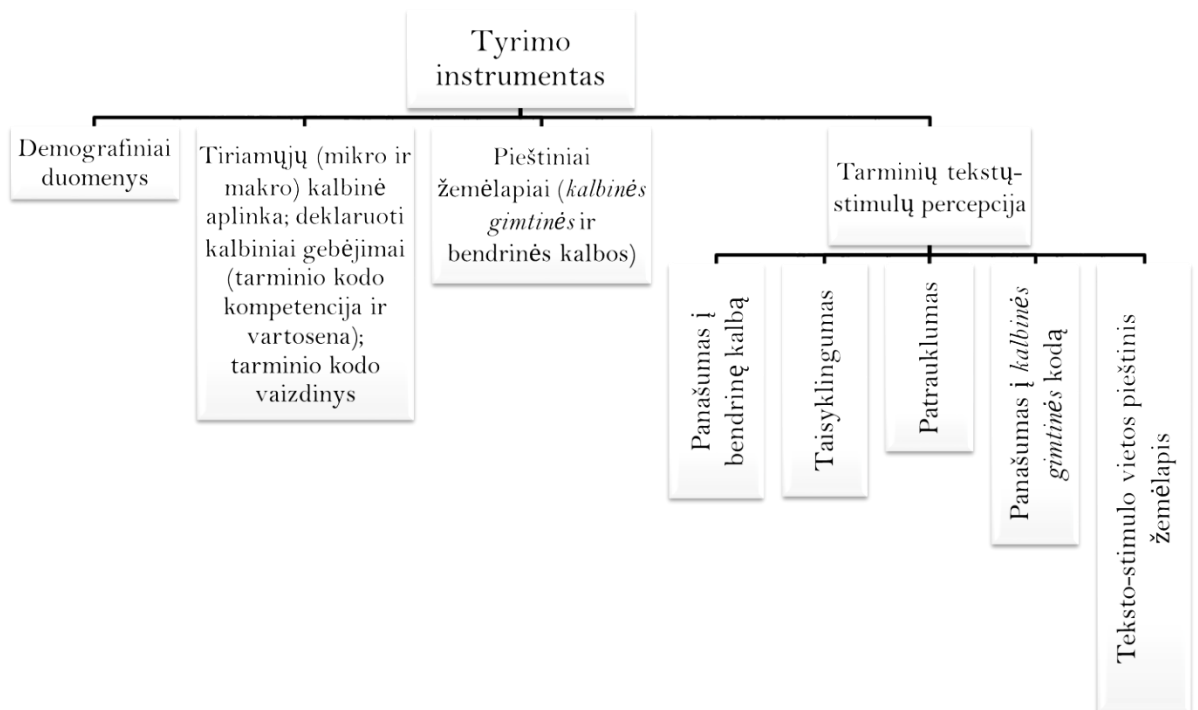 Tyrimo
instrumentas
Demografiniai
duomenys
Tiriamųjų (mikro ir
makro) kalbinė
aplinka; deklaruoti
kalbiniai gebėjimai
(tarminio kodo
kompetencija ir
vartosena);
tarminio kodo
vaizdinys
Pieštiniai
žemėlapiai (kalbinės
gimtinės ir
bendrinės kalbos)
Tarminių tekstų-
stimulų percepcija
Panašumas į
bendrinę kalbą
Taisyklingumas
Patrauklumas
Panašumas į kalbinės
gimtinės kodą
Teksto-stimulo vietos pieštinis
žemėlapis